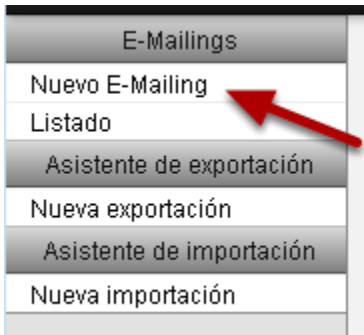 E-Mailings
Nuevo E-Mailing
Listado
Asistente de exportación
Nueva exportación
Asistente de importación
Nueva importación